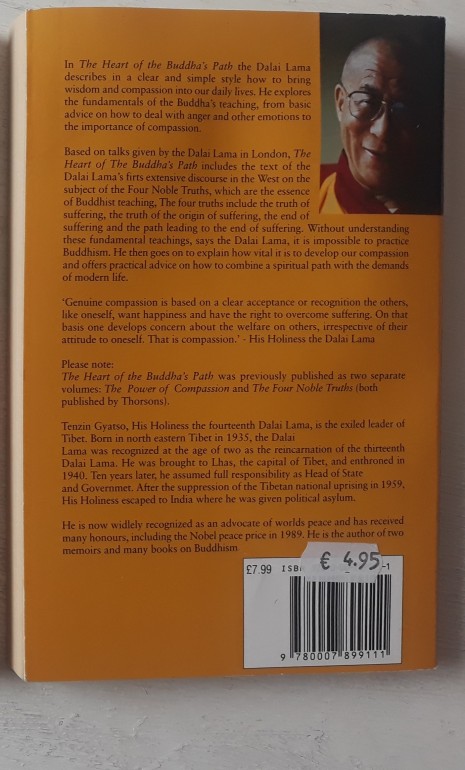 In The Heart of the Buddha's Path the Dalai Lama
describes in a clear and simple style how to bring
wisdom and compassion into our daily lives. He explores
the fundamentals of the Buddha's teaching, from basic
advice on how to deal with anger and other emotions to
the importance of compassion.
Based on talks given by the Dalai Lama in London, The
Heart of The Buddha's Path includes the text of the
Dalai Lama's firts extensive discourse in the West on the
subject of the Four Noble Truths, which are the essence
of Buddhist teaching, The four truths include the truth of
suffering, the truth of the origin of suffering, the end of
suffering and the path leading to the end of suffering. Without understanding
these fundamental teachings, says the Dalai Lama, it is impossible to practice
Buddhism. He then goes on to explain how vital it is to develop our compassion
and offers practical advice on how to combine a spiritual path with the demands
of modern life.
'Genuine compassion is based on a clear acceptance or recognition the others,
like oneself, want happiness and have the right to overcome suffering. On that
basis one develops concern about the welfare on others, irrespective of their
attitude to oneself. That is compassion.' - His Holiness the Dalai Lama
Please note:
The Heart of the Buddha's Path was previously published as two separate
volumes: The Power of Compassion and The Four Noble Truths (both
published by Thorsons).
Tenzin Gyatso, His Holiness the fourteenth Dalai Lama, is the exiled leader of
Tibet. Born in north eastern Tibet in 1935, the Dalai
Lama was recognized at the age of two as the reincarnation of the thirteenth
Dalai Lama. He was brought to Lhas, the capital of Tibet, and enthroned in
1940. Ten years later, he assumed full responsibility as Head of State
and Governmet. After the suppression of the Tibetan national uprising in 1959,
His Holiness escaped to India where he was given political asylum.
He is now widlely recognized as an advocate of worlds peace and has received
many honours, including the Nobel peace price in 1989. He is the author of two
memoirs and many books on Buddhism
£7.99 ISB -1
€ 4.95
9 780007 899111